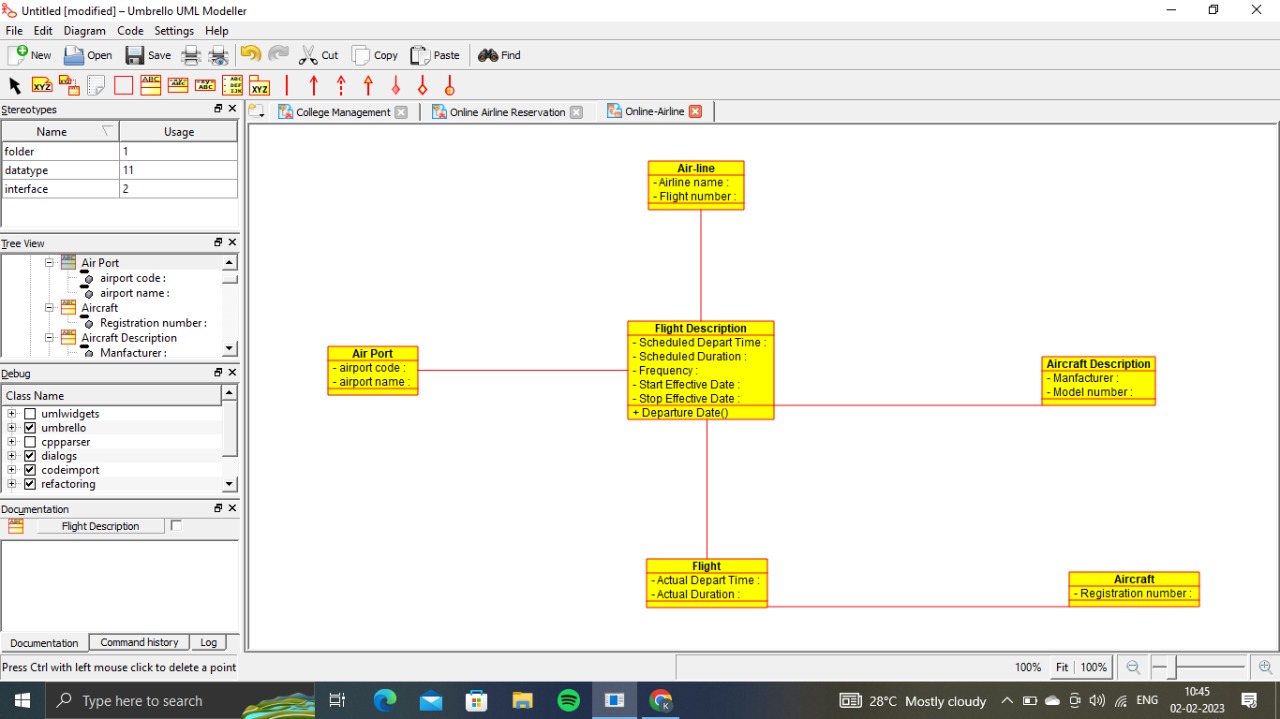 Untitled [modified] – Umbrello UML Modeller
File Edit Diagram Code Settings Help
New Open Save Cut Copy Paste Find
Stereotypes
Name Usage
folder 1
datatype 11
interface 2
Tree View
Air Port
airport code :
airport name :
Aircraft
Registration number :
Aircraft Description
Manfacturer :
Debug
Class Name
umlwidgets
umbrello
cppparser
dialogs
codeimport
refactoring
Documentation
Flight Description
Documentation Command history Log
College Management Online Airline Reservation Online-Airline
Air-line
- Airline name :
- Flight number :
Flight Description
- Scheduled Depart Time :
- Scheduled Duration :
- Frequency :
- Start Effective Date :
- Stop Effective Date :
+ Departure Date()
Air Port
- airport code :
- airport name :
Aircraft Description
- Manfacturer :
- Model number :
Flight
- Actual Depart Time :
- Actual Duration :
Aircraft
- Registration number :
Press Ctrl with left mouse click to delete a point
100% Fit 100%
Type here to search
28°C Mostly cloudy
ENG
10:45
02-02-2023